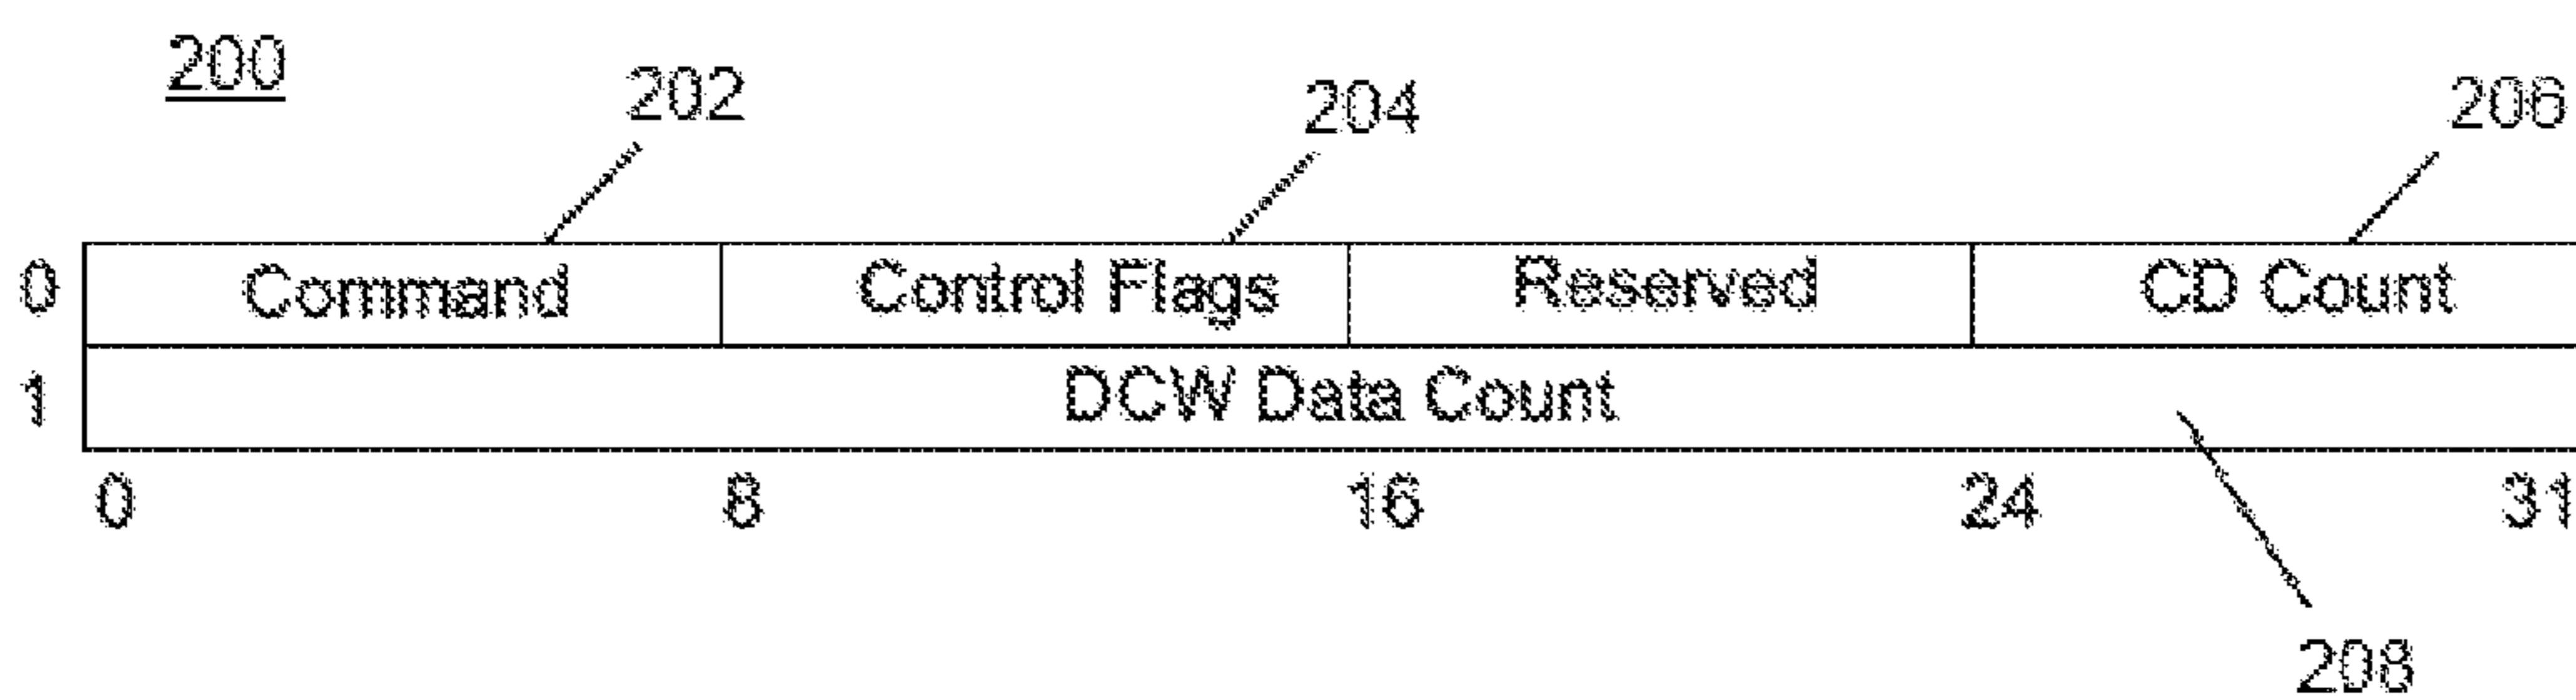 200
202 204 206
0 Command Control Flags Reserved CD Count
1 DCW Data Count
0 8 16 24 31
208